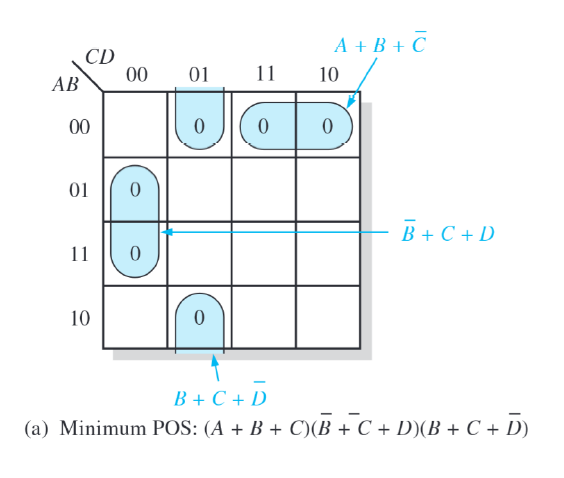 A + B + C̅
CD
AB 00 01 11 10
00 0 0 0
01 0
B̅ + C + D
11 0
10 0
B + C + D̅
(a) Minimum POS: (A + B + C)(B̅ + ¯C + D)(B + C + D̅)